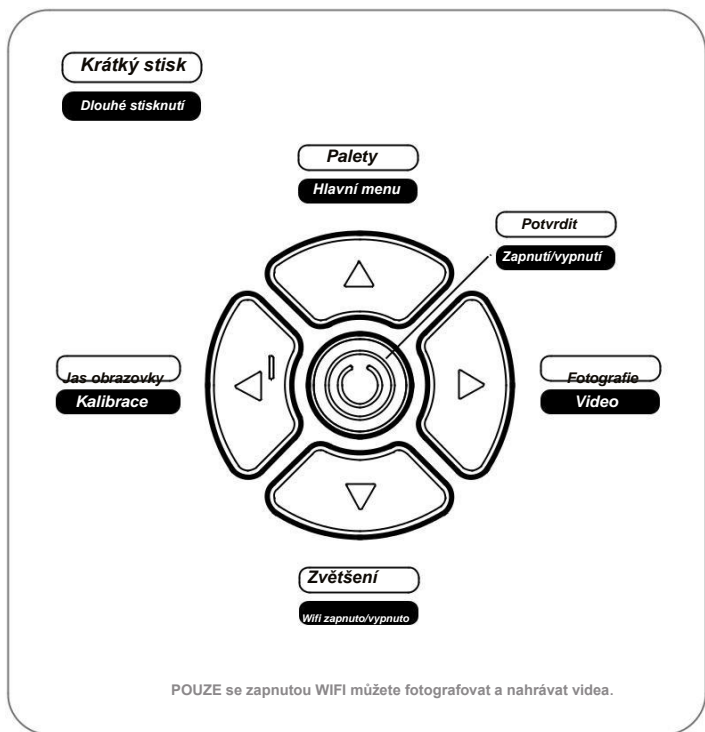 Krátký stisk
Dlouhé stisknutí
Palety
Hlavní menu
Potvrdit
Zapnutí/vypnutí
Jas obrazovky
Kalibrace
Fotografie
Video
Zvětšení
Wifi zapnuto/vypnuto
POUZE se zapnutou WIFI můžete fotografovat a nahrávat videa.